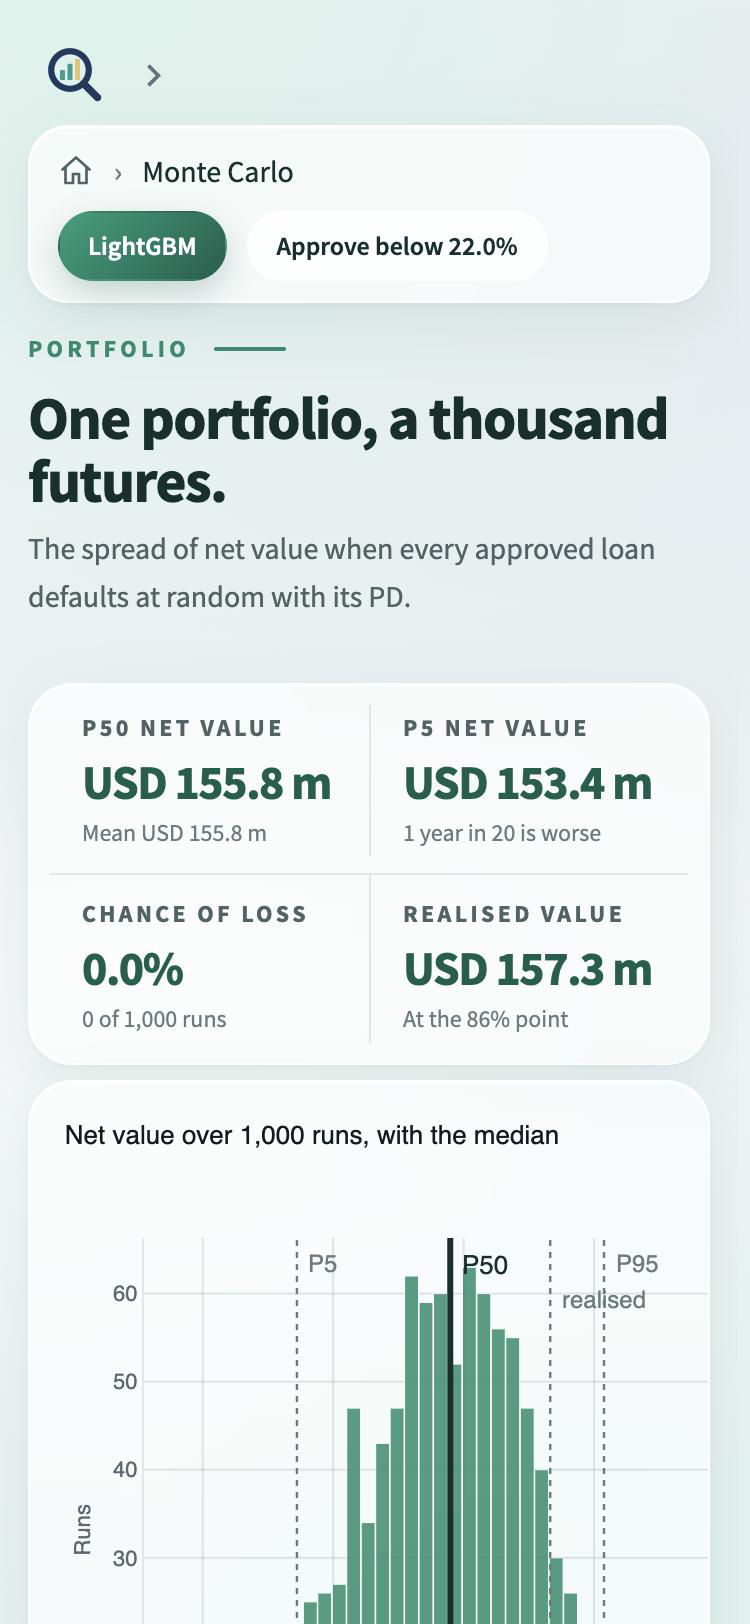 › Monte Carlo
LightGBM Approve below 22.0%
PORTFOLIO
One portfolio, a thousand
futures.
The spread of net value when every approved loan
defaults at random with its PD.
P50 NET VALUE
USD 155.8 m
Mean USD 155.8 m
P5 NET VALUE
USD 153.4 m
1 year in 20 is worse
CHANCE OF LOSS
0.0%
0 of 1,000 runs
REALISED VALUE
USD 157.3 m
At the 86% point
Net value over 1,000 runs, with the median
P5 P50 P95
realised
60
50
40
30
Runs